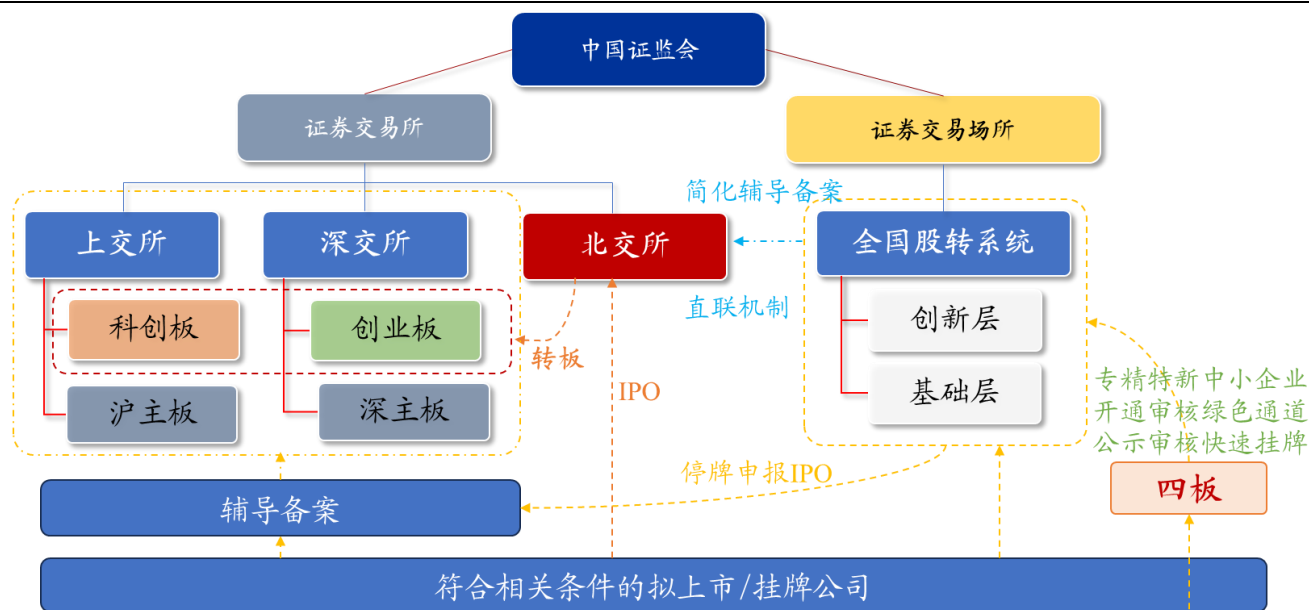 中国证监会
证券交易所
证券交易场所
简化辅导备案
上交所
深交所
北交所
全国股转系统
直联机制
科创板
创业板
创新层
转板
IPO
沪主板
深主板
基础层
专精特新中小企业
开通审核绿色通道
公示审核快速挂牌
停牌申报IPO
四板
辅导备案
符合相关条件的拟上市/挂牌公司